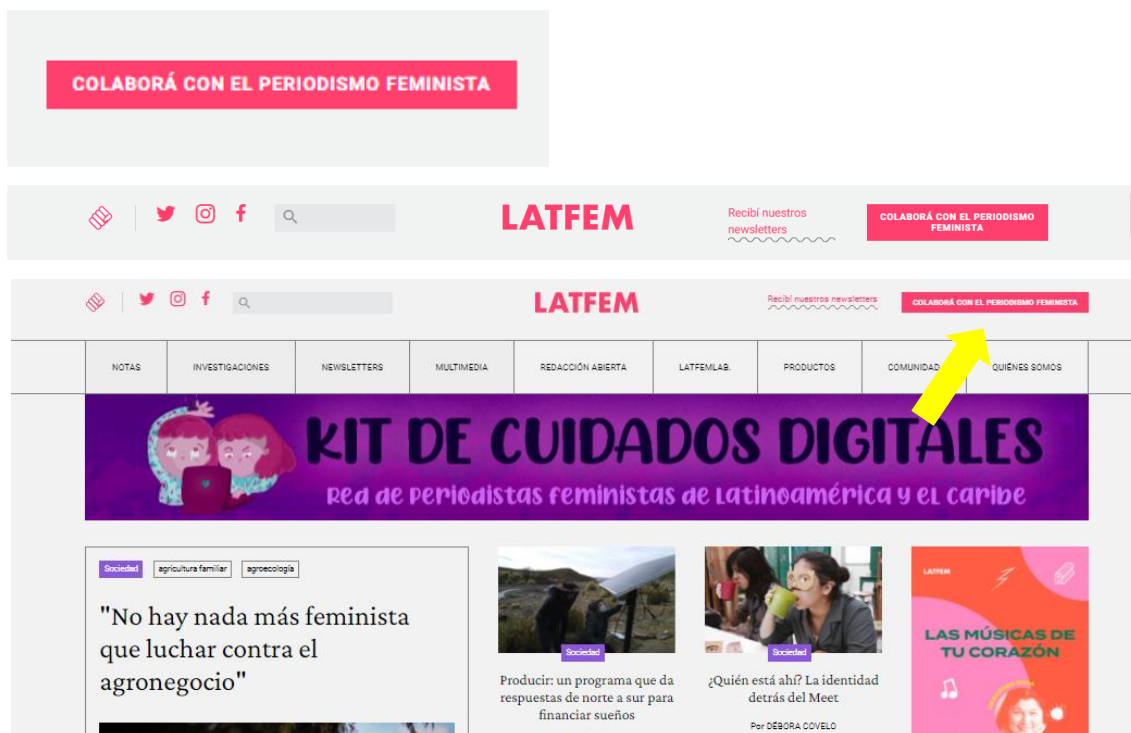 COLABORÁ CON EL PERIODISMO FEMINISTA
LATFEM
Recibí nuestros
newsletters
COLABORÁ CON EL PERIODISMO
FEMINISTA
LATFEM
Recibí nuestros newsletters
COLABORÁ CON EL PERIODISMO FEMINISTA
NOTAS
INVESTIGACIONES
NEWSLETTERS
MULTIMEDIA
REDACCIÓN ABIERTA
LATFEMLAB.
PRODUCTOS
COMUNIDAD
QUIÉNES SOMOS
KIT DE CUIDADOS DIGITALES
Red de Periodistas feministas de Latinoamérica y el caribe
Sociedad
agricultura familiar
agroecología
"No hay nada más feminista
que luchar contra el
agronegocio"
Sociedad
Producir: un programa que da
respuestas de norte a sur para
financiar sueños
Sociedad
¿Quién está ahí? La identidad
detrás del Meet
Por DÉBORA COVELO
LATFEM
LAS MÚSICAS DE
TU CORAZÓN